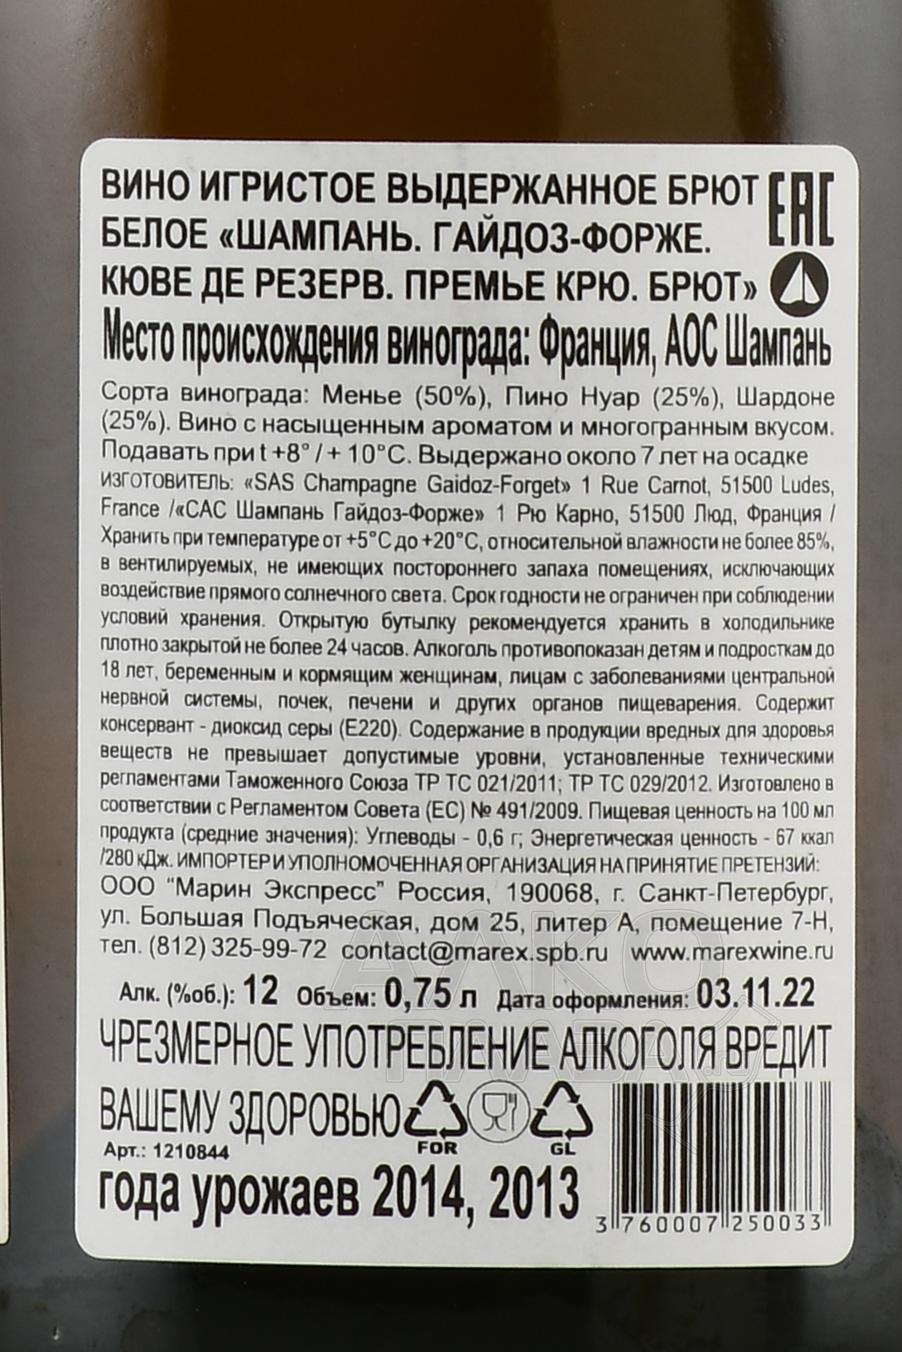 ВИНО ИГРИСТОЕ ВЫДЕРЖАННОЕ БРЮТ
EAC
БЕЛОЕ «ШАМПАНЬ. ГАЙДОЗ-ФОРЖЕ.
КЮВЕ ДЕ РЕЗЕРВ. ПРЕМЬЕ КРЮ. БРЮТ»
Место происхождения винограда: Франция, АОС Шампань
Сорта винограда: Менье (50%), Пино Нуар (25%), Шардоне
(25%). Вино с насыщенным ароматом и многогранным вкусом.
Подавать при t +8° / + 10°C. Выдержано около 7 лет на осадке
ИЗГОТОВИТЕЛЬ: «SAS Champagne Gaidoz-Forget» 1 Rue Carnot, 51500 Ludes,
France /«САС Шампань Гайдоз-Форже» 1 Рю Карно, 51500 Люд, Франция /
Хранить при температуре от +5°С до +20°С, относительной влажности не более 85%,
в вентилируемых, не имеющих постороннего запаха помещениях, исключающих
воздействие прямого солнечного света. Срок годности не ограничен при соблюдении
условий хранения. Открытую бутылку рекомендуется хранить в холодильнике
плотно закрытой не более 24 часов. Алкоголь противопоказан детям и подросткам до
18 лет, беременным и кормящим женщинам, лицам с заболеваниями центральной
нервной системы, почек, печени и других органов пищеварения. Содержит
консервант - диоксид серы (Е220). Содержание в продукции вредных для здоровья
веществ не превышает допустимые уровни, установленные техническими
регламентами Таможенного Союза ТР ТС 021/2011; ТР ТС 029/2012. Изготовлено в
соответствии с Регламентом Совета (ЕС) № 491/2009. Пищевая ценность на 100 мл
продукта (средние значения): Углеводы - 0,6 г; Энергетическая ценность - 67 ккал
/280 кДж. ИМПОРТЕР И УПОЛНОМОЧЕННАЯ ОРГАНИЗАЦИЯ НА ПРИНЯТИЕ ПРЕТЕНЗИЙ:
ООО "Марин Экспресс" Россия, 190068, г. Санкт-Петербург,
ул. Большая Подъяческая, дом 25, литер А, помещение 7-Н,
тел. (812) 325-99-72 contact@marex.spb.ru www.marexwine.ru
Алк. (%об.): 12 Объем: 0,75 л Дата оформления: 03.11.22
ЧРЕЗМЕРНОЕ УПОТРЕБЛЕНИЕ АЛКОГОЛЯ ВРЕДИТ
ВАШЕМУ ЗДОРОВЬЮ
FOR GL
Арт.: 1210844
года урожаев 2014, 2013
3 760007 250033
АЛКО
ПЛАЗА